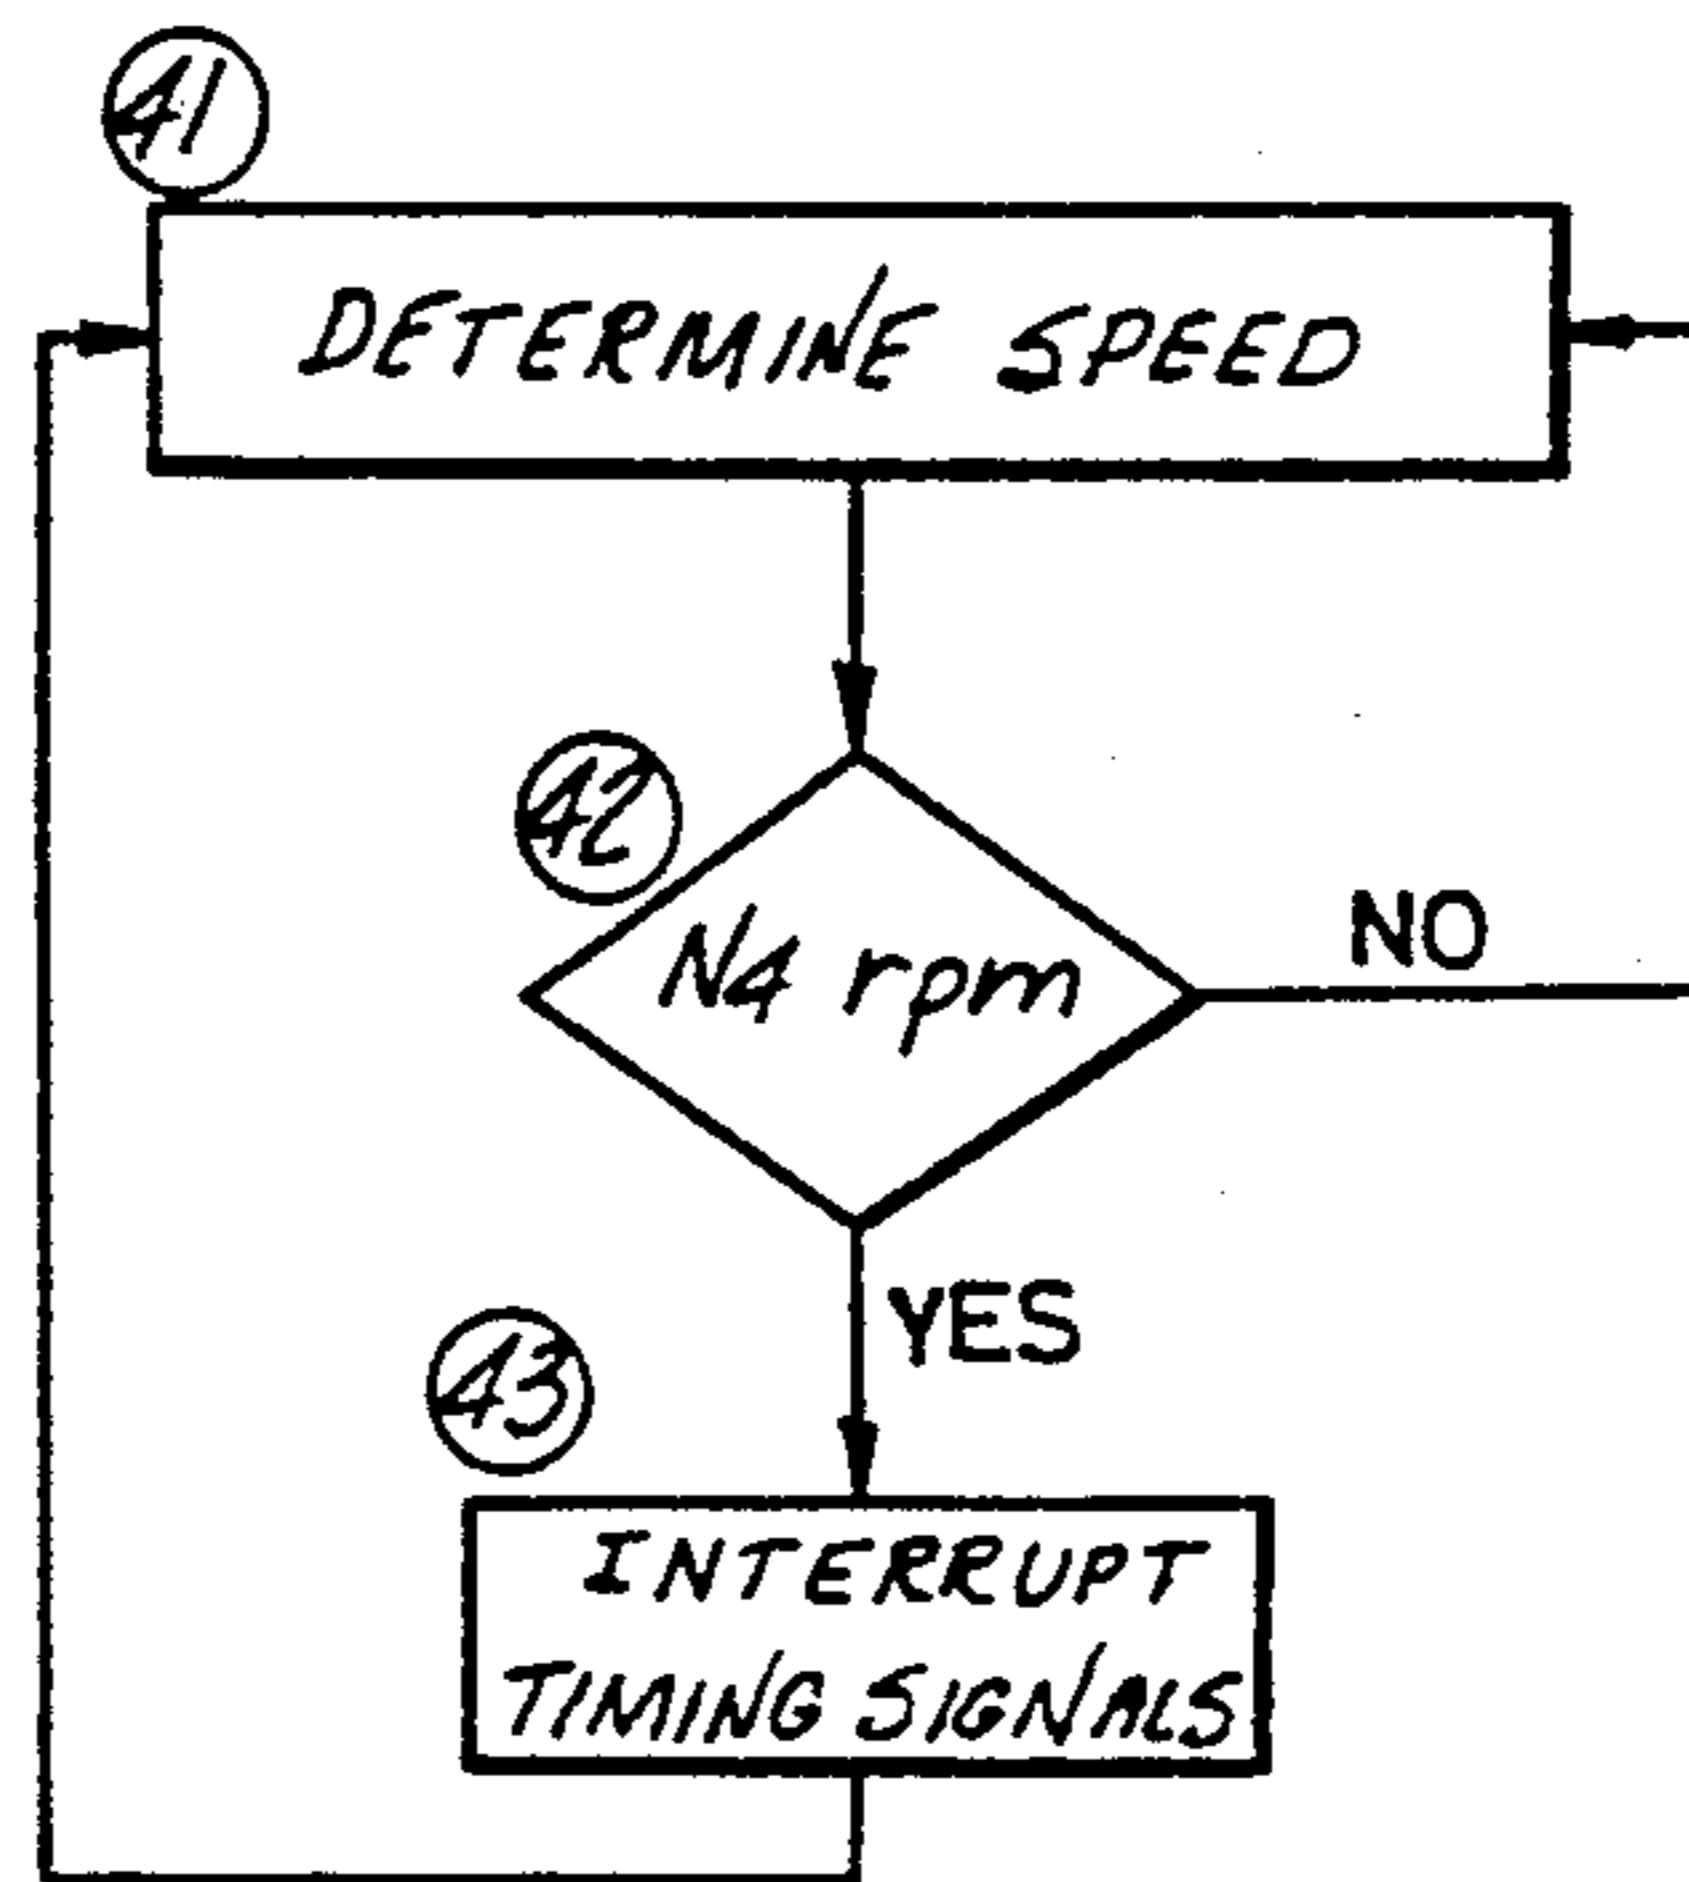 41
DETERMINE SPEED
42
N4 rpm
NO
YES
43
INTERRUPT
TIMING SIGNALS